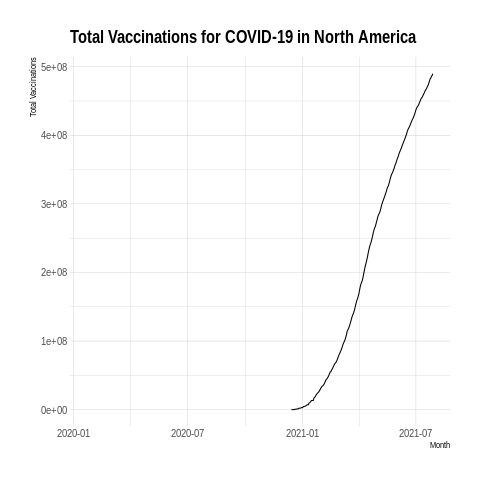 Total Vaccinations for COVID-19 in North America
Total Vaccinations
5e+08
4e+08
3e+08
2e+08
1e+08
0e+00
2020-01 2020-07 2021-01 2021-07
Month